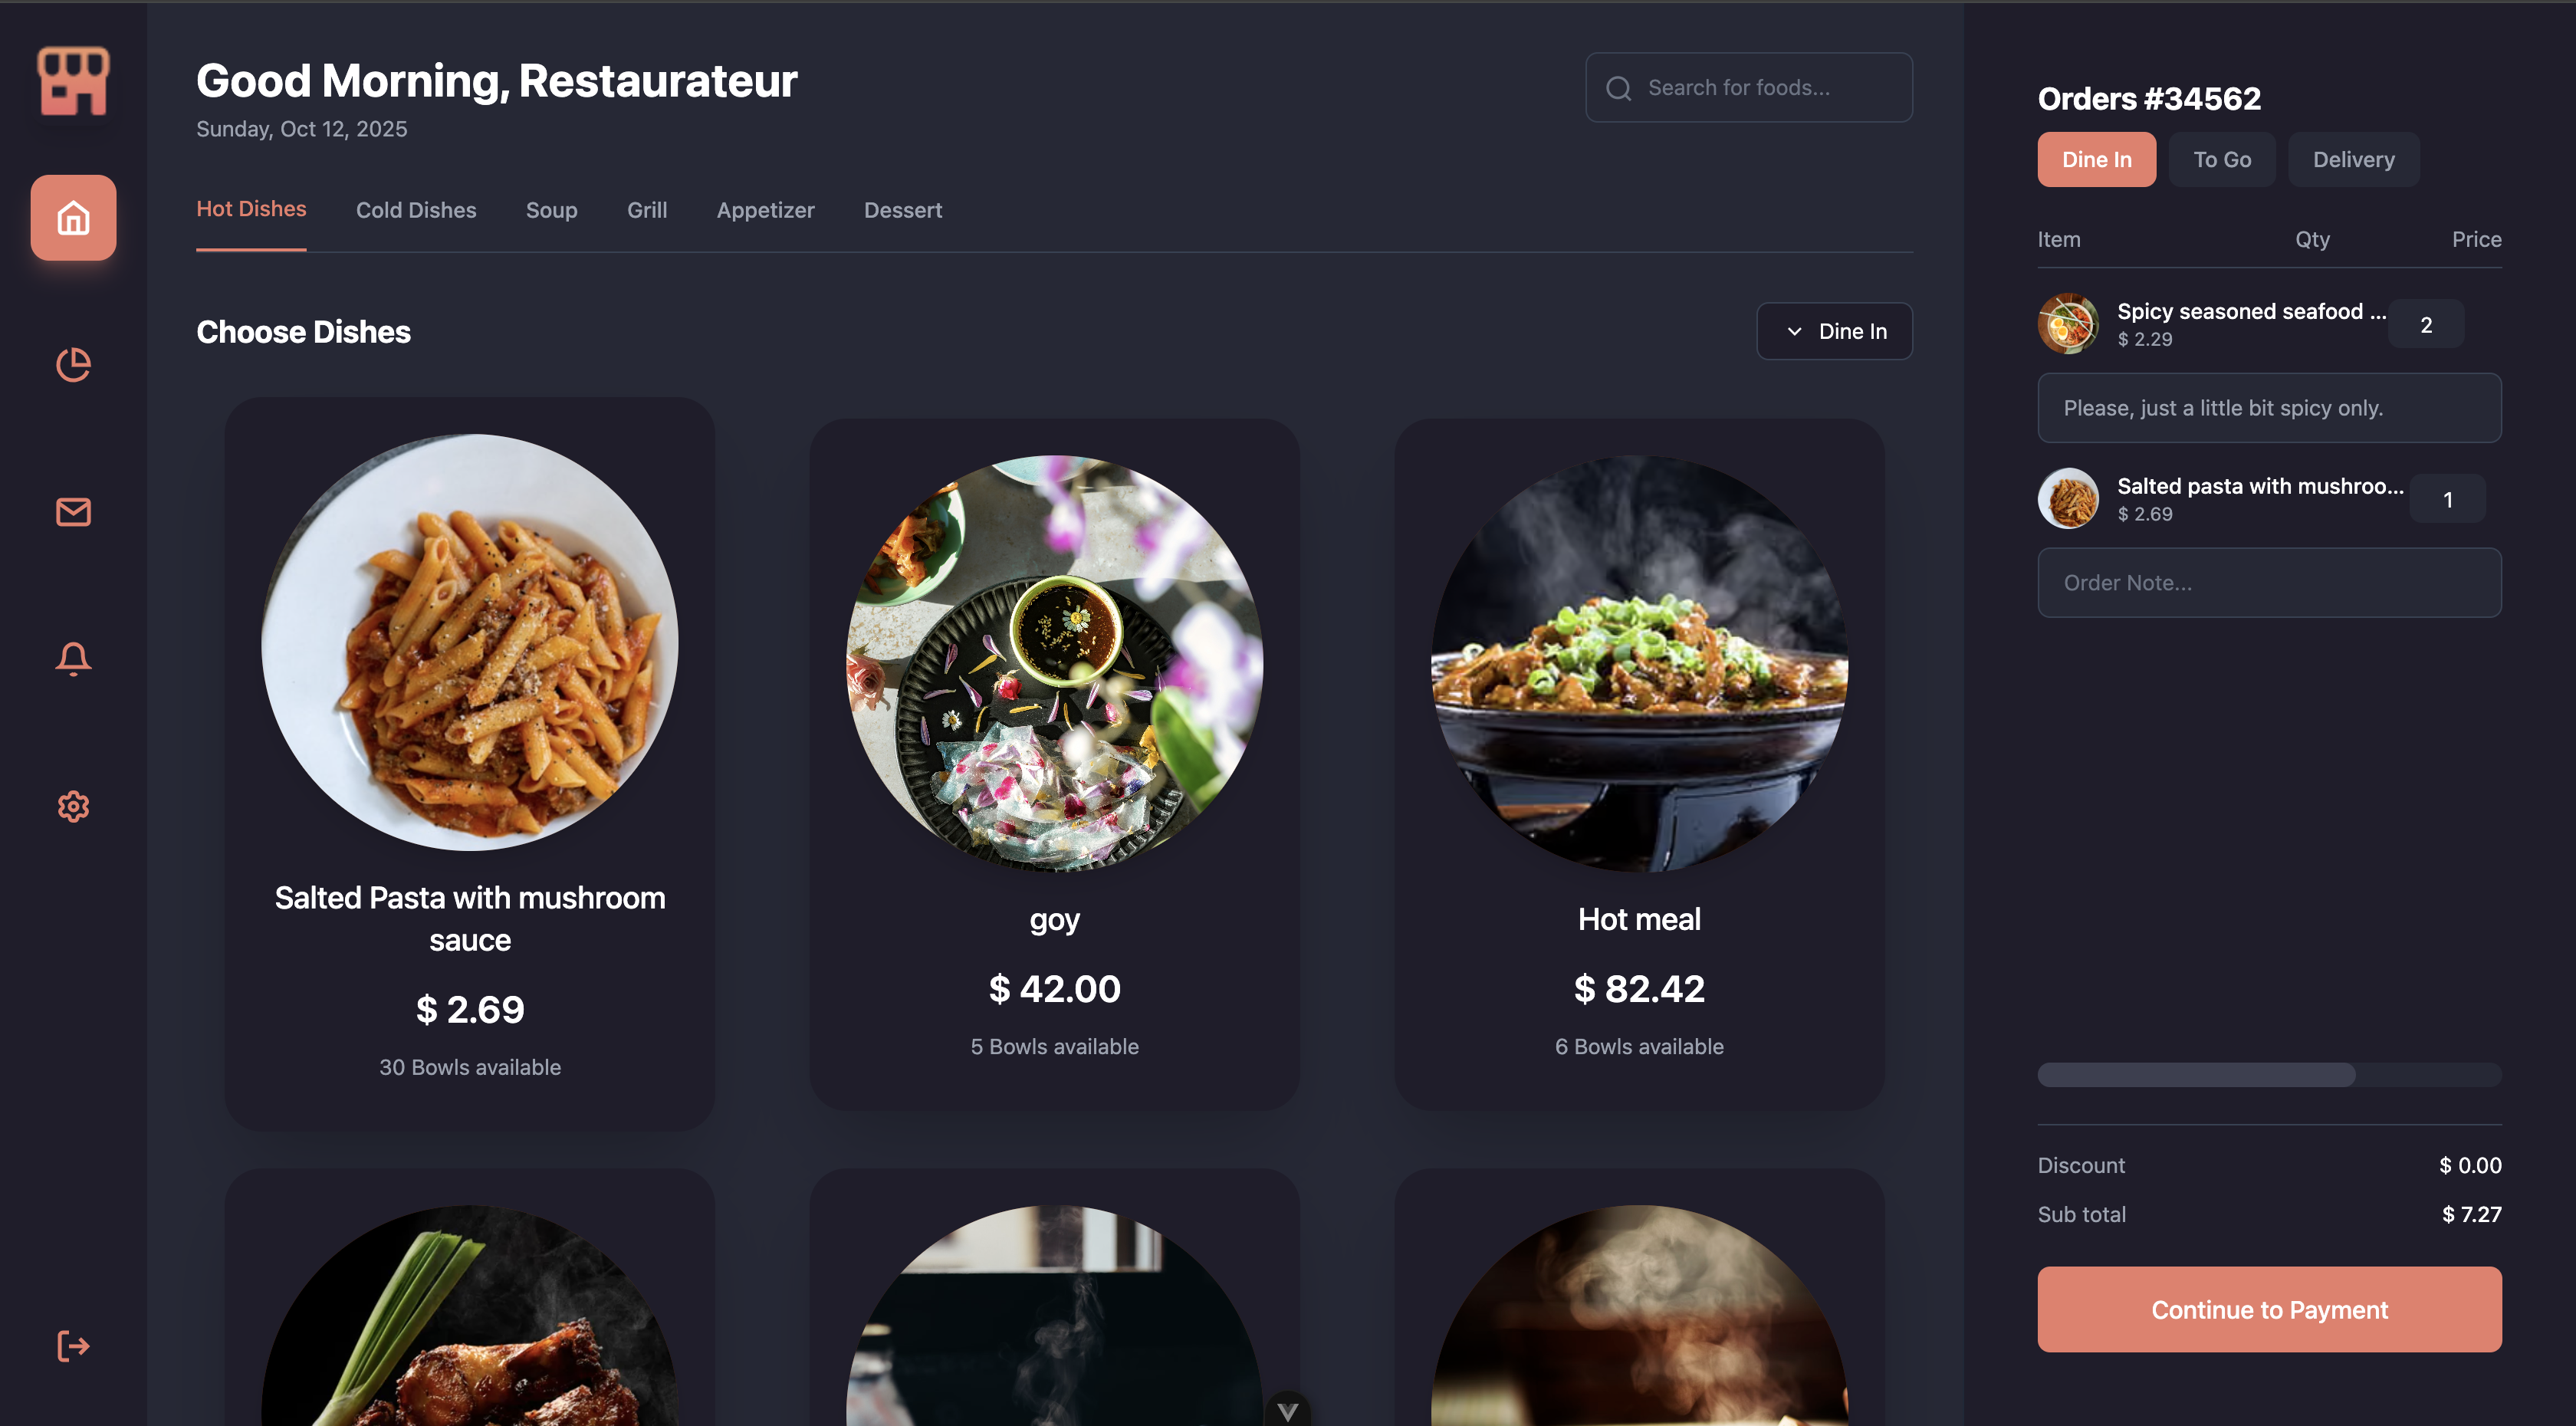 Good Morning, Restaurateur
Sunday, Oct 12, 2025
Search for foods...
Hot Dishes
Cold Dishes
Soup
Grill
Appetizer
Dessert
Choose Dishes
Dine In
Salted Pasta with mushroom
sauce
$ 2.69
30 Bowls available
goy
$ 42.00
5 Bowls available
Hot meal
$ 82.42
6 Bowls available
Orders #34562
Dine In
To Go
Delivery
Item
Qty
Price
Spicy seasoned seafood ...
2
$ 2.29
Please, just a little bit spicy only.
Salted pasta with mushroo...
1
$ 2.69
Order Note...
Discount
$ 0.00
Sub total
$ 7.27
Continue to Payment